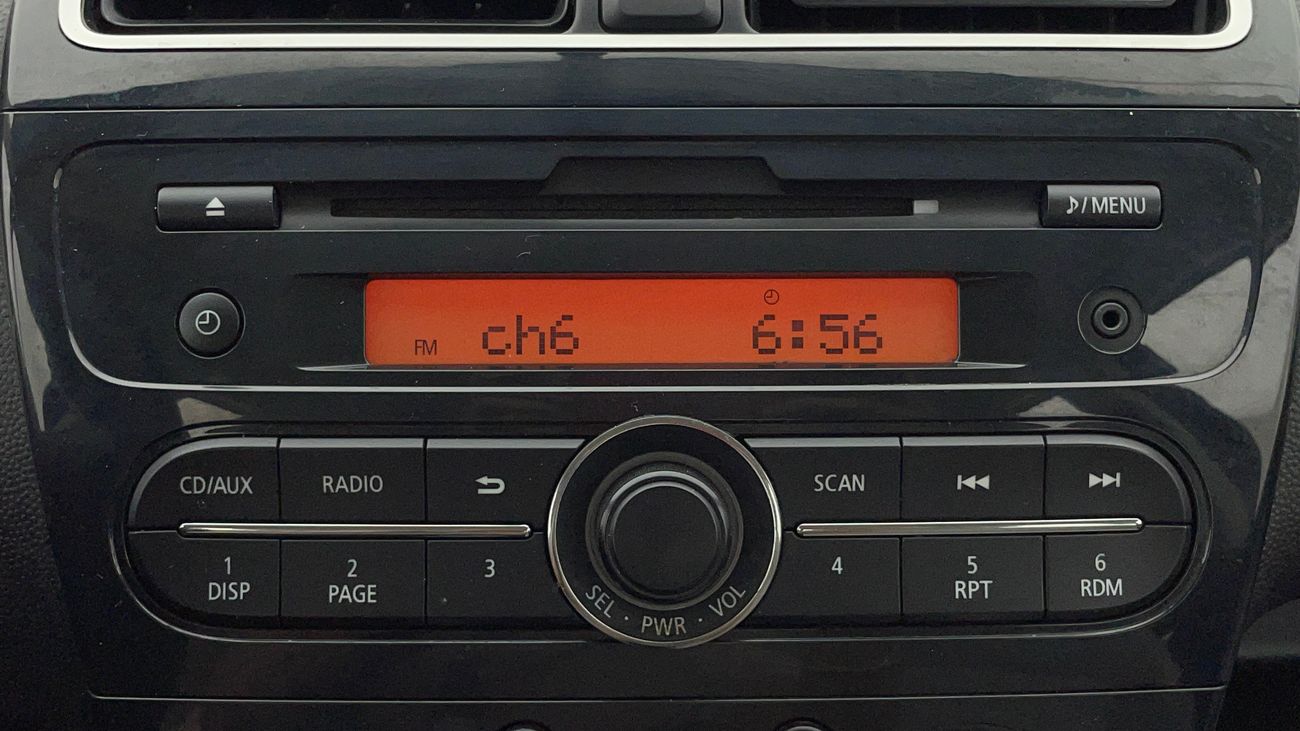 / MENU
FM ch6 6:56
CD/AUX RADIO SCAN
1 2 3 4 5 6
DISP PAGE RPT RDM
SEL · PWR · VOL